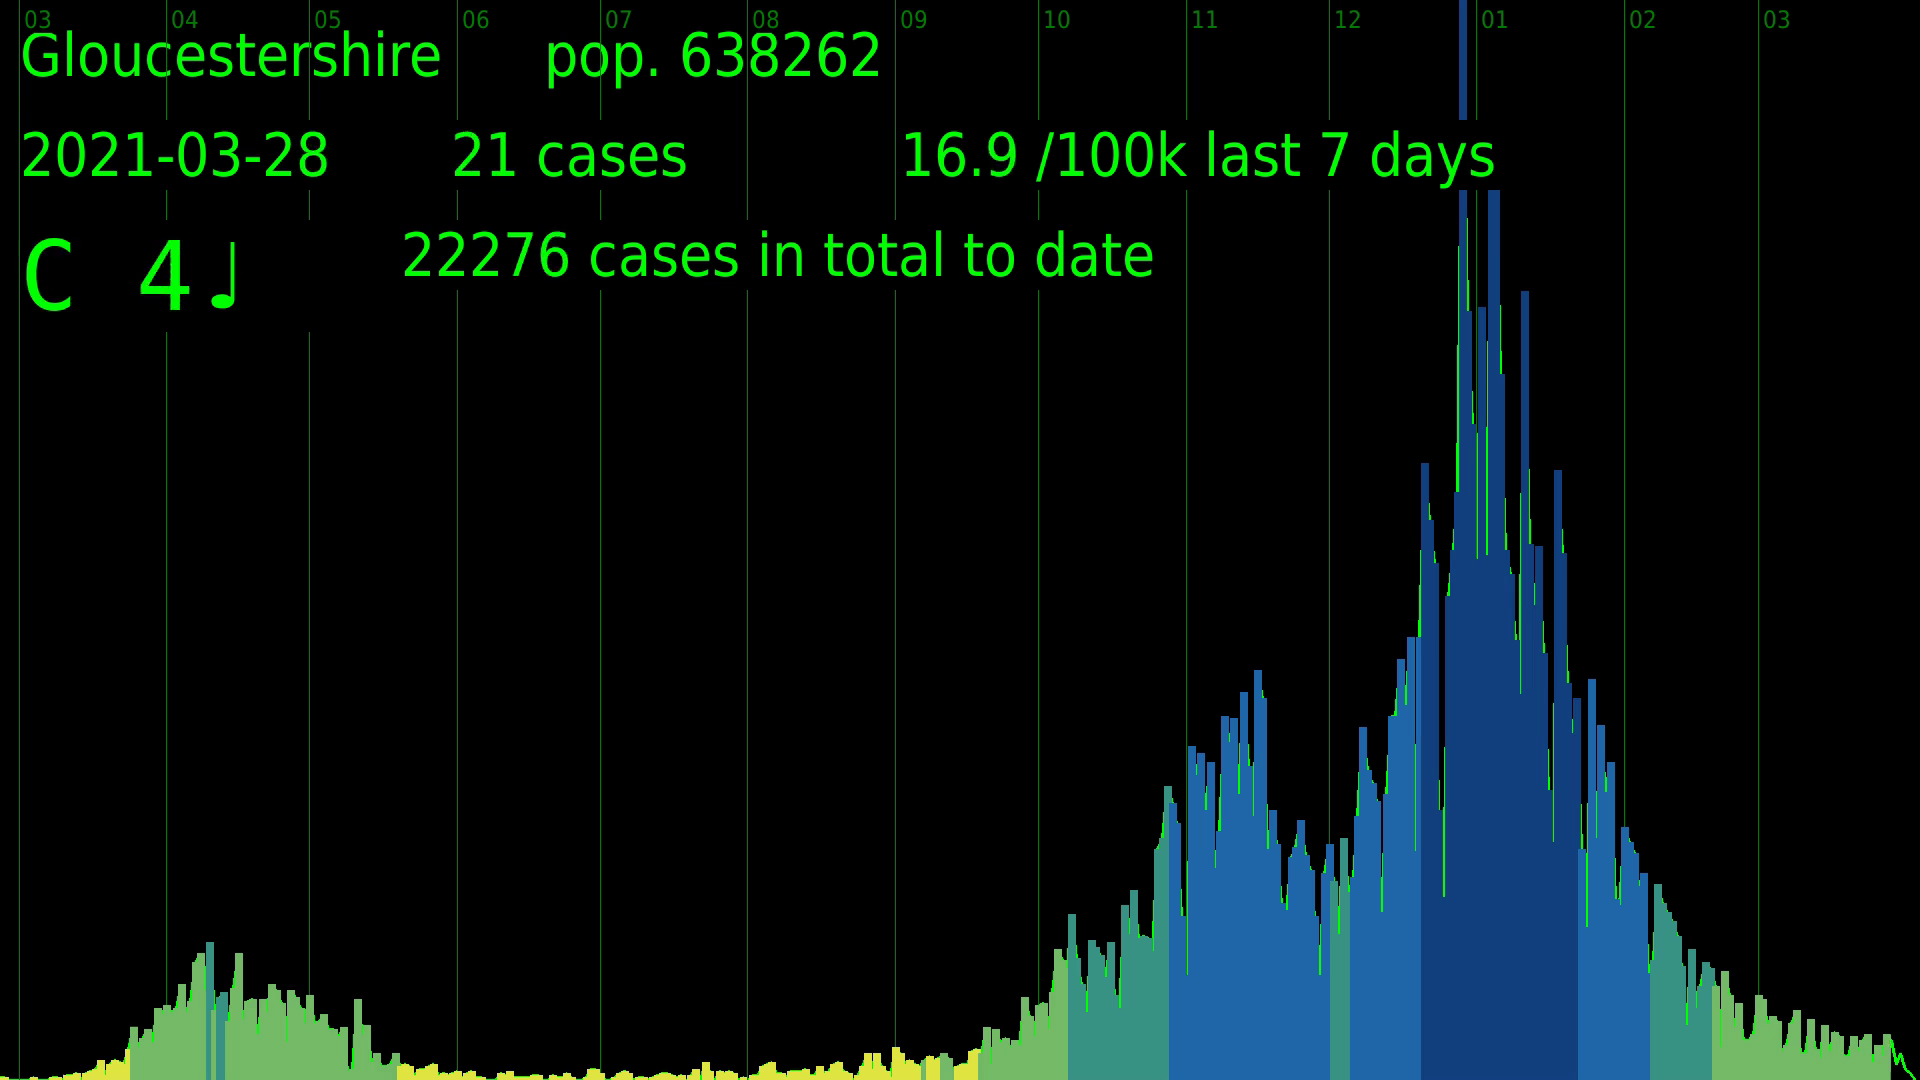 03 04 05 06 07 08 09 10 11 12 01 02 03
Gloucestershire pop. 638262
2021-03-28 21 cases 16.9 /100k last 7 days
C 4♩ 22276 cases in total to date